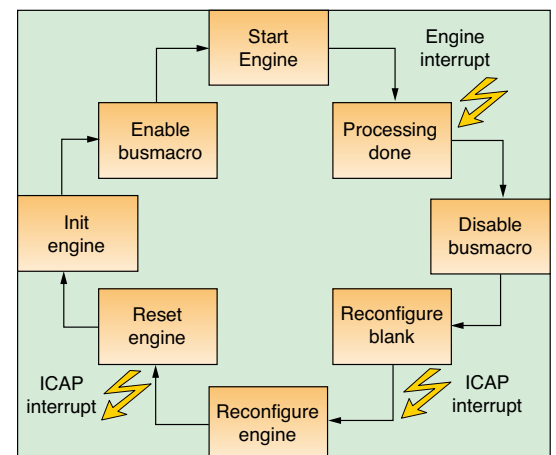 Start
Engine
Engine
interrupt
Enable
busmacro
Processing
done
Init
engine
Disable
busmacro
Reset
engine
Reconfigure
blank
ICAP
interrupt
Reconfigure
engine
ICAP
interrupt